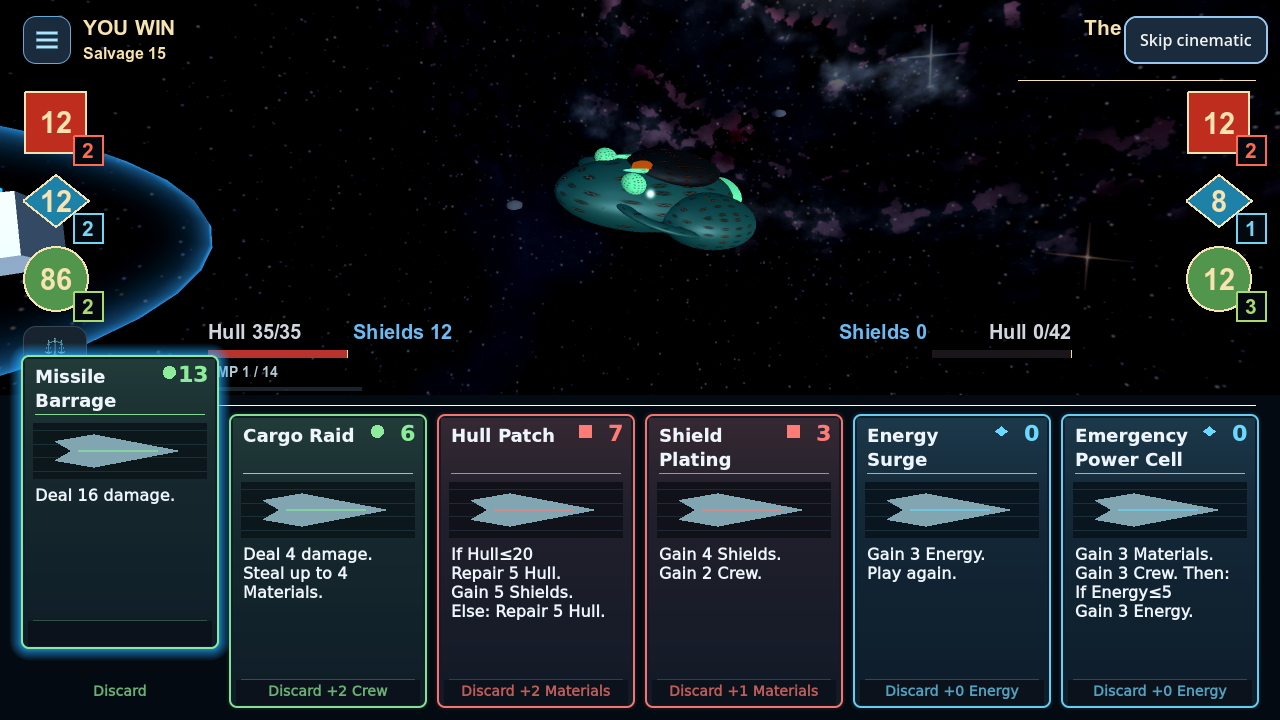 YOU WIN
Salvage 15
The
Skip cinematic
12
2
12
2
86
2
12
2
8
1
12
3
Hull 35/35
Shields 12
MP 1 / 14
Shields 0
Hull 0/42
Missile Barrage
13
Deal 16 damage.
Discard
Cargo Raid
6
Deal 4 damage.
Steal up to 4
Materials.
Discard +2 Crew
Hull Patch
7
If Hull≤20
Repair 5 Hull.
Gain 5 Shields.
Else: Repair 5 Hull.
Discard +2 Materials
Shield Plating
3
Gain 4 Shields.
Gain 2 Crew.
Discard +1 Materials
Energy Surge
0
Gain 3 Energy.
Play again.
Discard +0 Energy
Emergency Power Cell
0
Gain 3 Materials.
Gain 3 Crew. Then:
If Energy≤5
Gain 3 Energy.
Discard +0 Energy